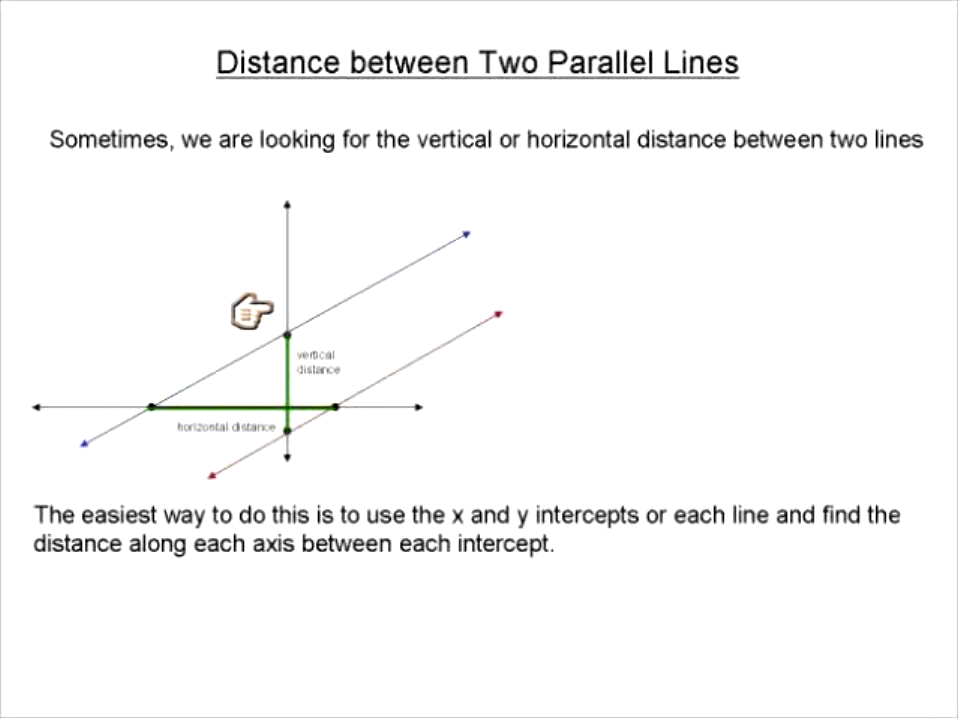 Distance between Two Parallel Lines
Sometimes, we are looking for the vertical or horizontal distance between two lines
vertical
distance
horizontal distance
The easiest way to do this is to use the x and y intercepts or each line and find the
distance along each axis between each intercept.